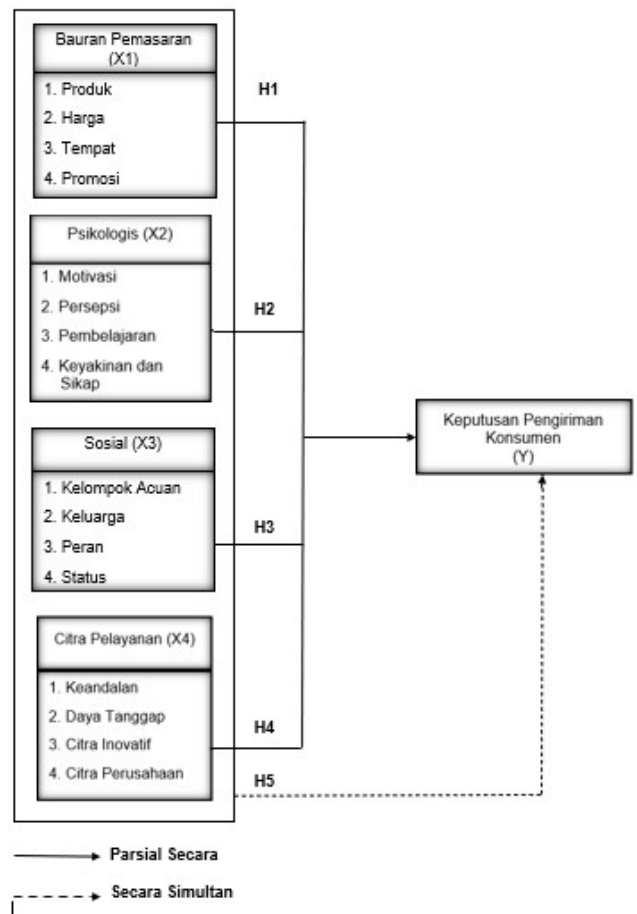 Bauran Pemasaran
(X1)
1. Produk
2. Harga
3. Tempat
4. Promosi
H1
Psikologis (X2)
1. Motivasi
2. Persepsi
3. Pembelajaran
4. Keyakinan dan
Sikap
H2
Sosial (X3)
1. Kelompok Acuan
2. Keluarga
3. Peran
4. Status
H3
Citra Pelayanan (X4)
1. Keandalan
2. Daya Tanggap
3. Citra Inovatif
4. Citra Perusahaan
H4
H5
Keputusan Pengiriman
Konsumen
(Y)
Parsial Secara
Secara Simultan